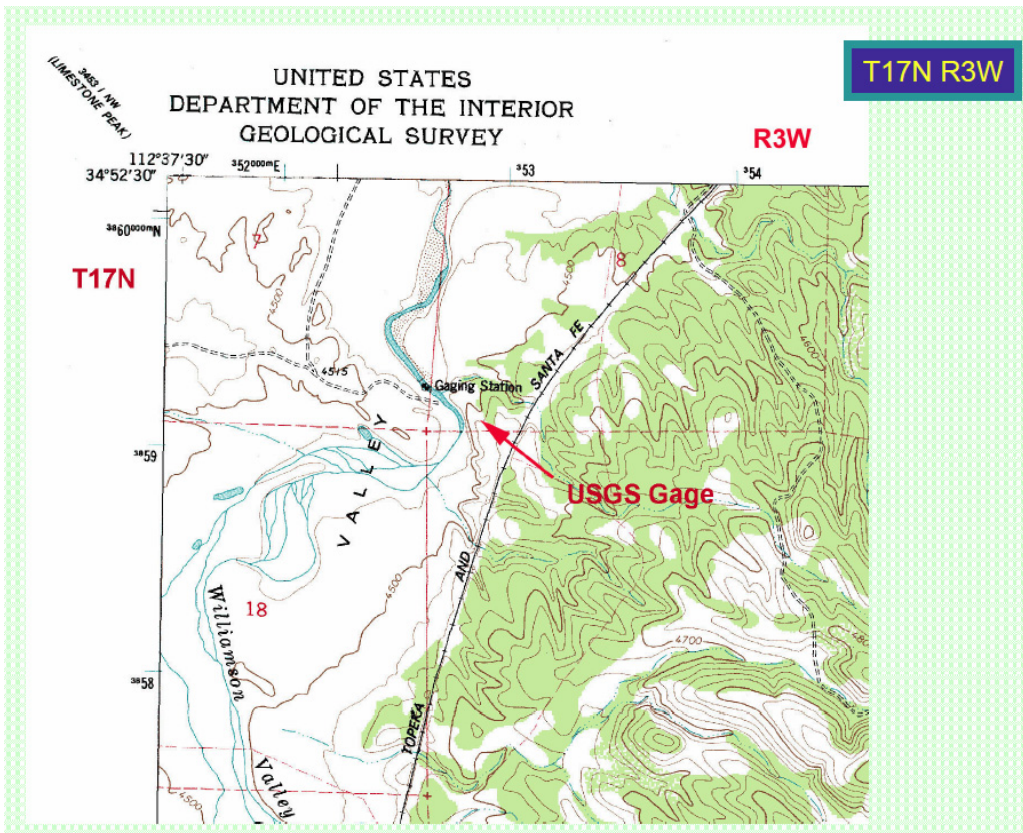 T17N R3W
3463 I NW
(LIMESTONE PEAK)
UNITED STATES
DEPARTMENT OF THE INTERIOR
GEOLOGICAL SURVEY
R3W
112°37'30"
³52⁰⁰⁰ᵐE
³53
³54
34°52'30"
³⁸60⁰⁰⁰ᵐN
T17N
7
8
4500
4500
4600
SANTA FE
4515
Gaging Station
VALLEY
³⁸59
USGS Gage
AND
4500
18
Williamson
4700
³⁸58
TOPEKA
Valley
4500